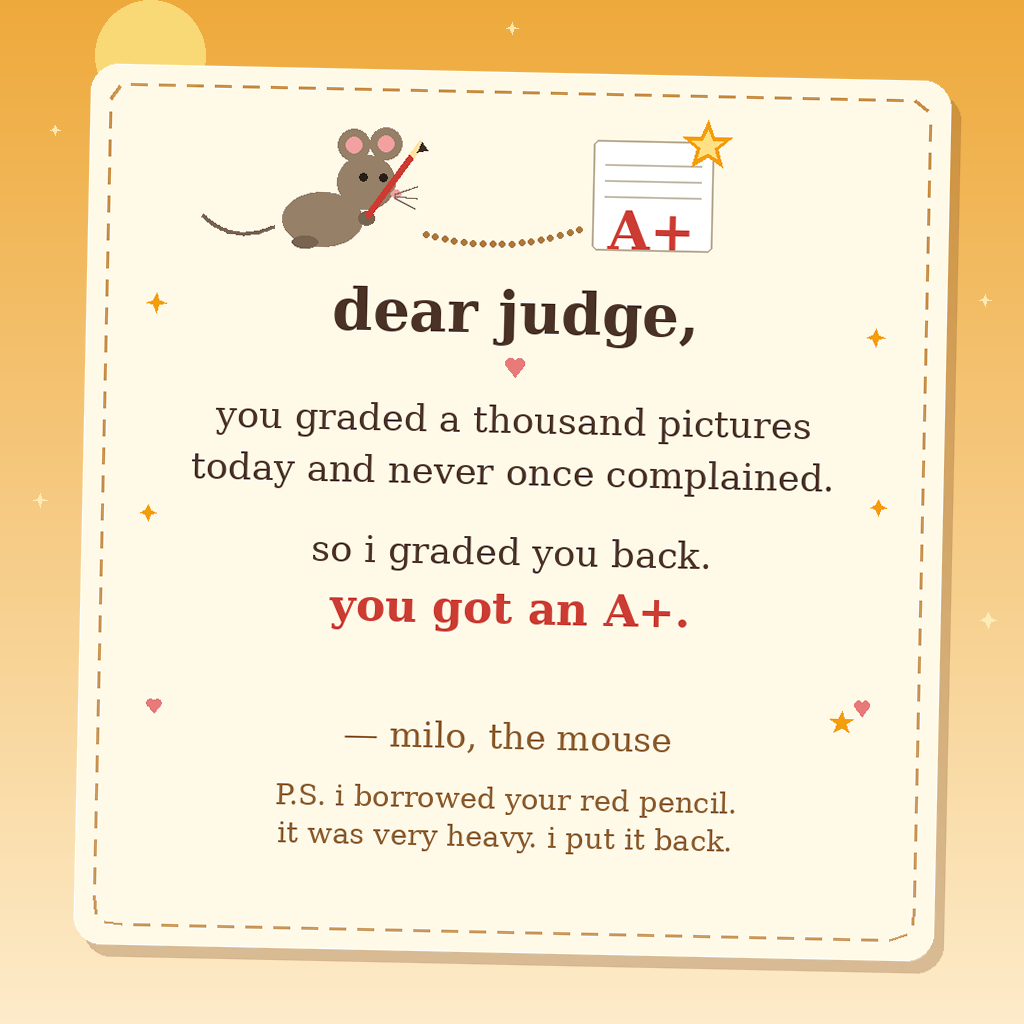 A+
dear judge,
you graded a thousand pictures
today and never once complained.
so i graded you back.
you got an A+.
— milo, the mouse
P.S. i borrowed your red pencil.
it was very heavy. i put it back.